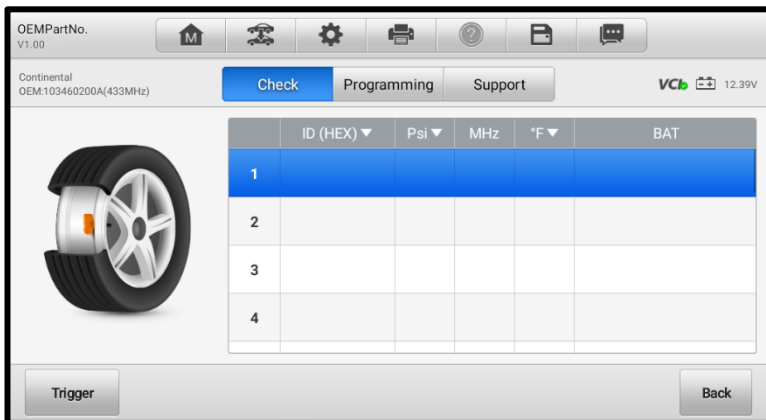 OEMPartNo.
V1.00
M
Continental
OEM:103460200A(433MHz)
Check
Programming
Support
VCI
12.39V
ID (HEX) ▼
Psi ▼
MHz
°F ▼
BAT
1
2
3
4
Trigger
Back